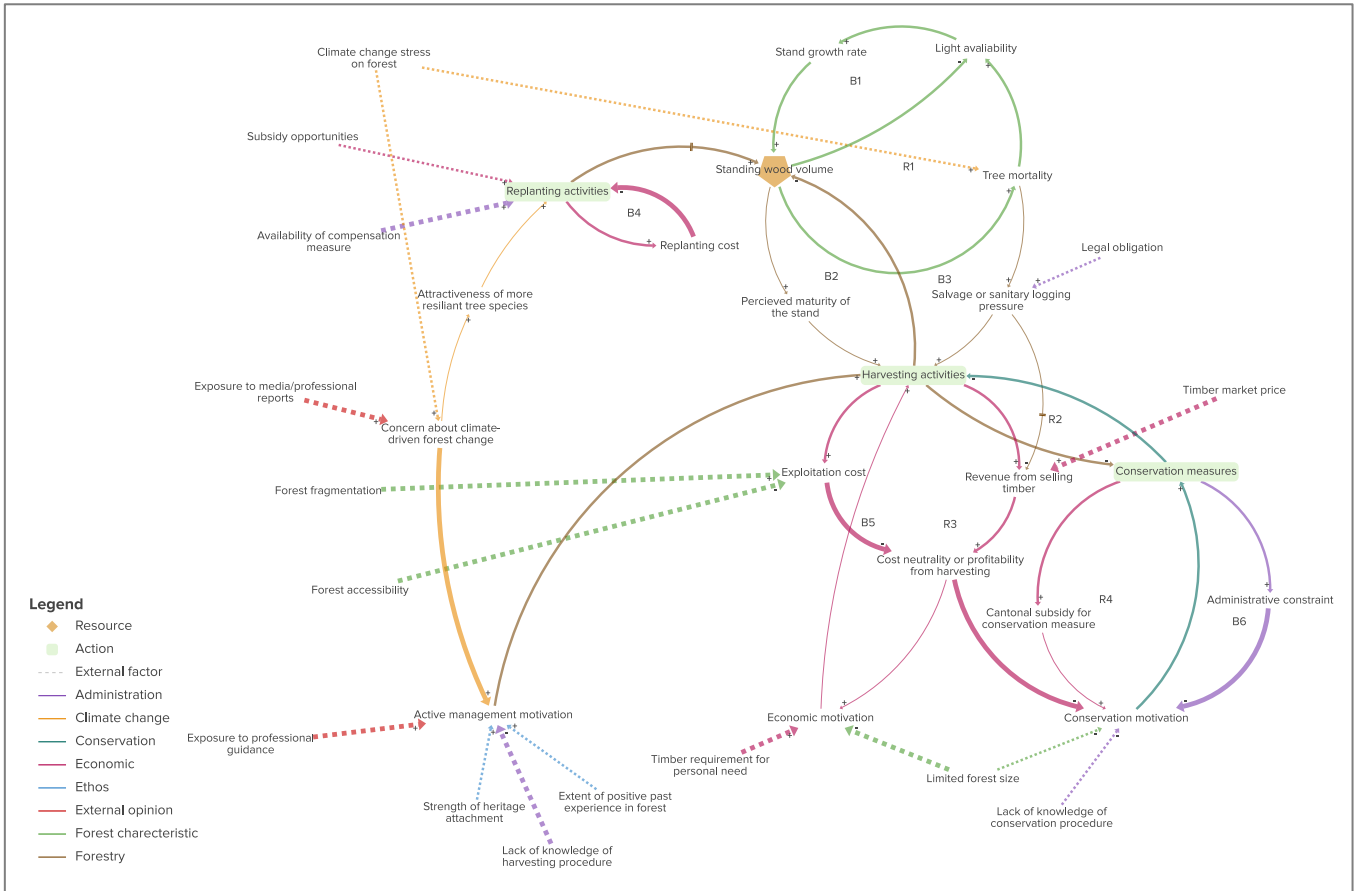 Climate change stress
on forest
Stand growth rate
Light avaliability
B1
Subsidy opportunities
R1
Standing wood volume
Tree mortality
Replanting activities
B4
Availability of compensation
measure
Replanting cost
Legal obligation
B2
B3
Attractiveness of more
resiliant tree species
Percieved maturity of
the stand
Salvage or sanitary logging
pressure
Harvesting activities
Exposure to media/professional
reports
Timber market price
Concern about climate-
driven forest change
R2
Exploitation cost
Revenue from selling
timber
Conservation measures
Forest fragmentation
B5
R3
Cost neutrality or profitability
from harvesting
Forest accessibility
Cantonal subsidy for
conservation measure
R4
Administrative constraint
B6
Legend
Resource
Action
External factor
Administration
Climate change
Conservation
Economic
Ethos
External opinion
Forest charecteristic
Forestry
Active management motivation
Economic motivation
Conservation motivation
Exposure to professional
guidance
Timber requirement for
personal need
Limited forest size
Strength of heritage
attachment
Extent of positive past
experience in forest
Lack of knowledge of
conservation procedure
Lack of knowledge of
harvesting procedure